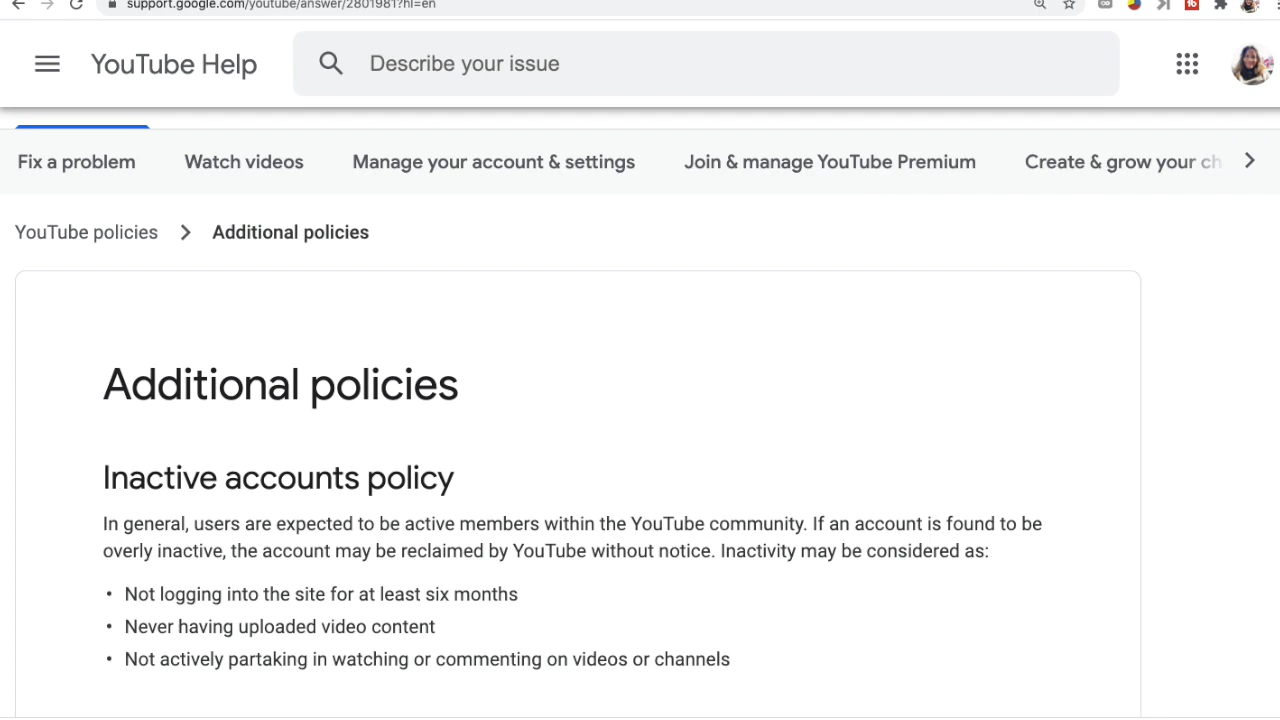 support.google.com/youtube/answer/2801981?hl=en
YouTube Help
Describe your issue
Fix a problem
Watch videos
Manage your account & settings
Join & manage YouTube Premium
Create & grow your ch
YouTube policies
Additional policies
Additional policies
Inactive accounts policy
In general, users are expected to be active members within the YouTube community. If an account is found to be
overly inactive, the account may be reclaimed by YouTube without notice. Inactivity may be considered as:
• Not logging into the site for at least six months
• Never having uploaded video content
• Not actively partaking in watching or commenting on videos or channels